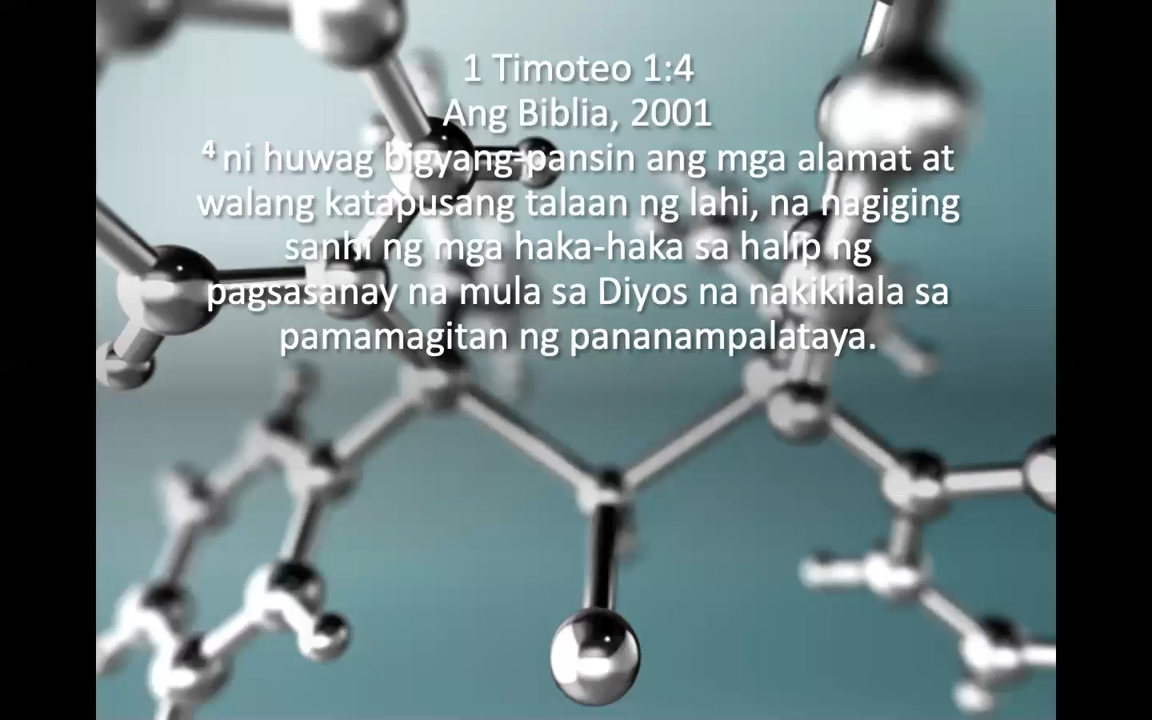 1 Timoteo 1:4
Ang Biblia, 2001
⁴ ni huwag bigyang-pansin ang mga alamat at
walang katapusang talaan ng lahi, na nagiging
sanhi ng mga haka-haka sa halip ng
pagsasanay na mula sa Diyos na nakikilala sa
pamamagitan ng pananampalataya.